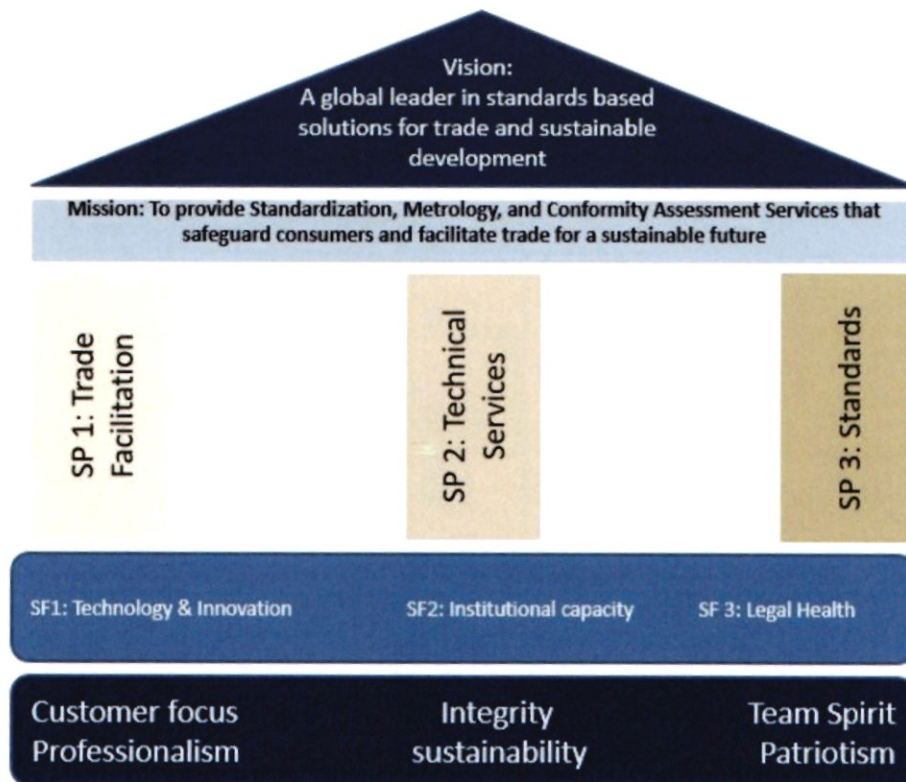 Vision:
A global leader in standards based
solutions for trade and sustainable
development
Mission: To provide Standardization, Metrology, and Conformity Assessment Services that
safeguard consumers and facilitate trade for a sustainable future
SP 1: Trade
Facilitation
SP 2: Technical
Services
SP 3: Standards
SF1: Technology & Innovation
SF2: Institutional capacity
SF 3: Legal Health
Customer focus
Professionalism
Integrity
sustainability
Team Spirit
Patriotism